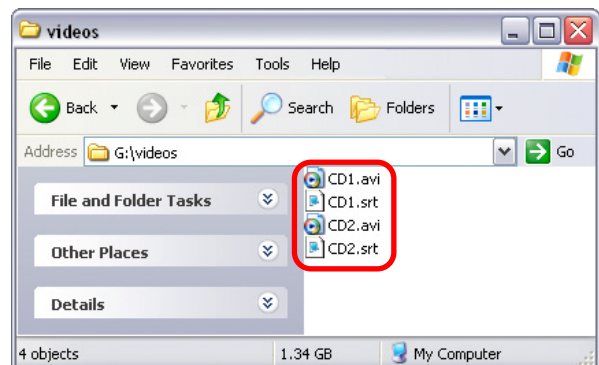 videos
File Edit View Favorites Tools Help
Back Search Folders
Address G:\videos Go
File and Folder Tasks
Other Places
Details
CD1.avi
CD1.srt
CD2.avi
CD2.srt
4 objects 1.34 GB My Computer